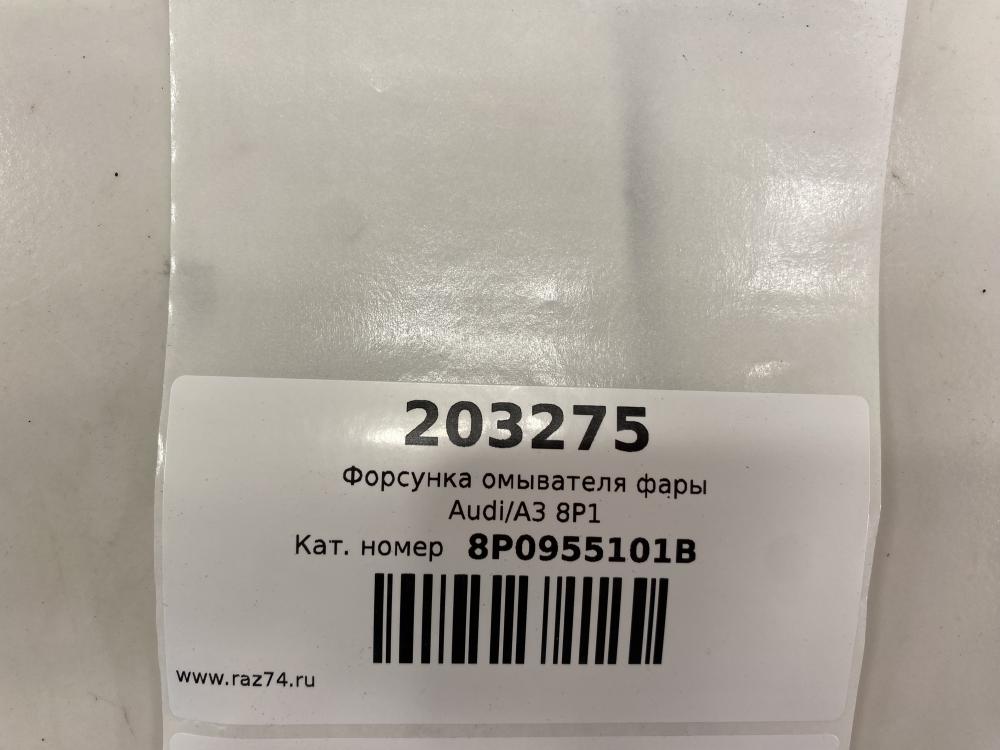 203275
Форсунка омывателя фары
Audi/A3 8P1
Кат. номер 8P0955101B
www.raz74.ru